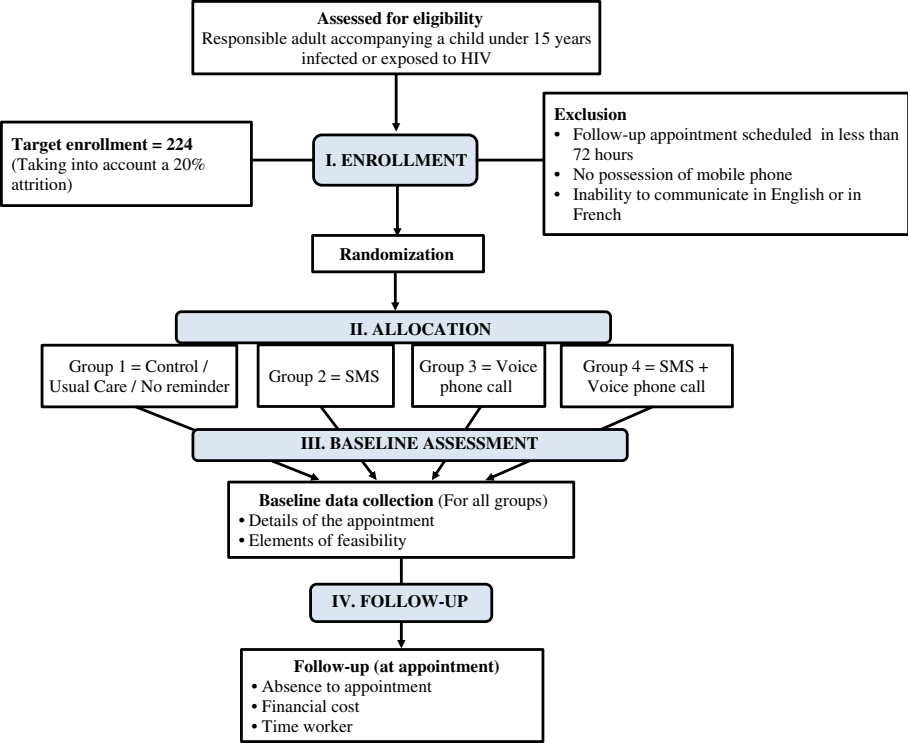 Assessed for eligibility
Responsible adult accompanying a child under 15 years
infected or exposed to HIV
Target enrollment = 224
(Taking into account a 20%
attrition)
I. ENROLLMENT
Exclusion
• Follow-up appointment scheduled in less than
72 hours
• No possession of mobile phone
• Inability to communicate in English or in
French
Randomization
II. ALLOCATION
Group 1 = Control /
Usual Care / No reminder
Group 2 = SMS
Group 3 = Voice
phone call
Group 4 = SMS +
Voice phone call
III. BASELINE ASSESSMENT
Baseline data collection (For all groups)
• Details of the appointment
• Elements of feasibility
IV. FOLLOW-UP
Follow-up (at appointment)
• Absence to appointment
• Financial cost
• Time worker